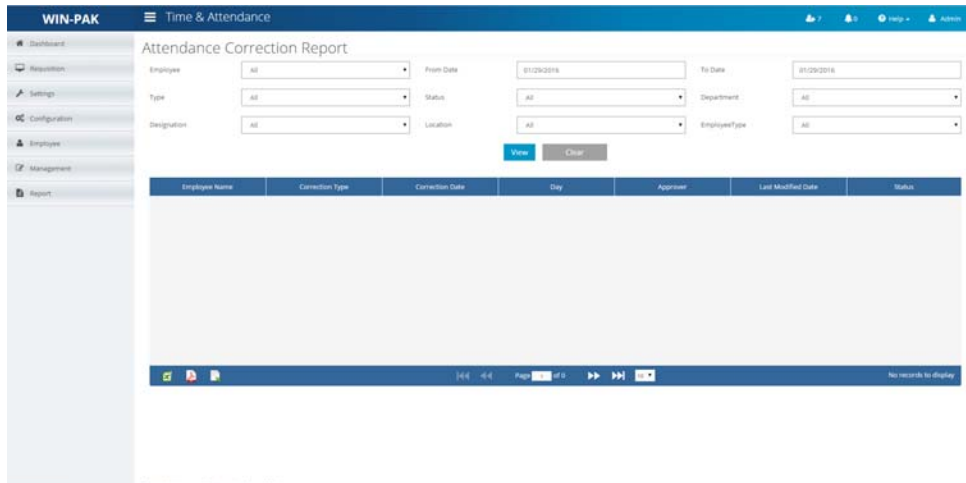 WIN-PAK
Time & Attendance
7
0
Help
Admin
Dashboard
Requisition
Settings
Configuration
Employee
Management
Report
Attendance Correction Report
Employee All From Date 01/29/2016 To Date 01/29/2016
Type All Status All Department All
Designation All Location All EmployeeType All
View Clear
Employee Name Correction Type Correction Date Day Approver Last Modified Date Status
Page of 0 10 No records to display